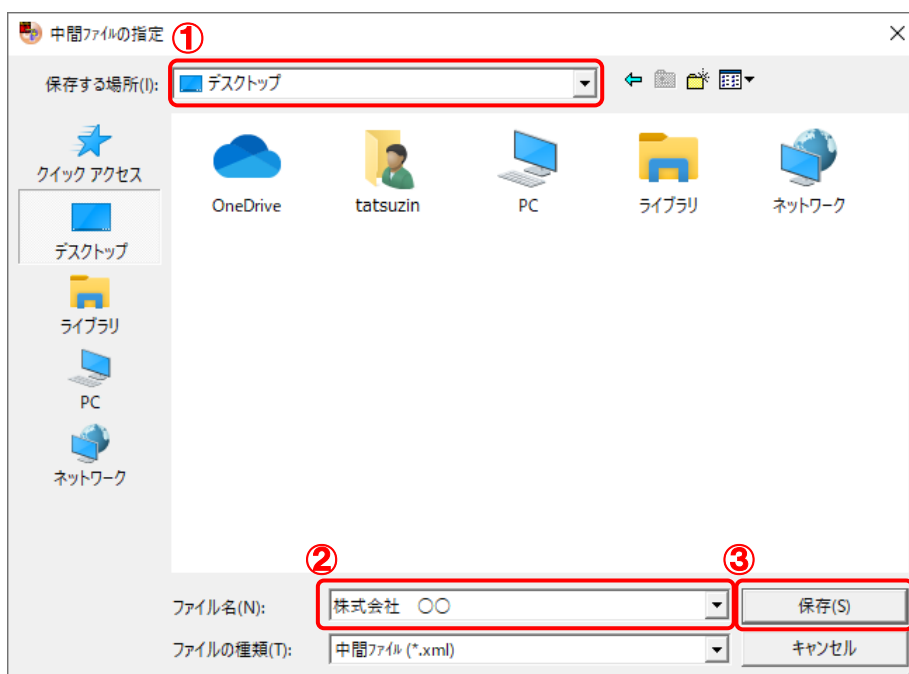 中間ファイルの指定
①
保存する場所(I):
デスクトップ
クイック アクセス
デスクトップ
ライブラリ
PC
ネットワーク
OneDrive
tatsuzin
PC
ライブラリ
ネットワーク
②
③
ファイル名(N):
株式会社　〇〇
保存(S)
ファイルの種類(T):
中間ファイル (*.xml)
キャンセル